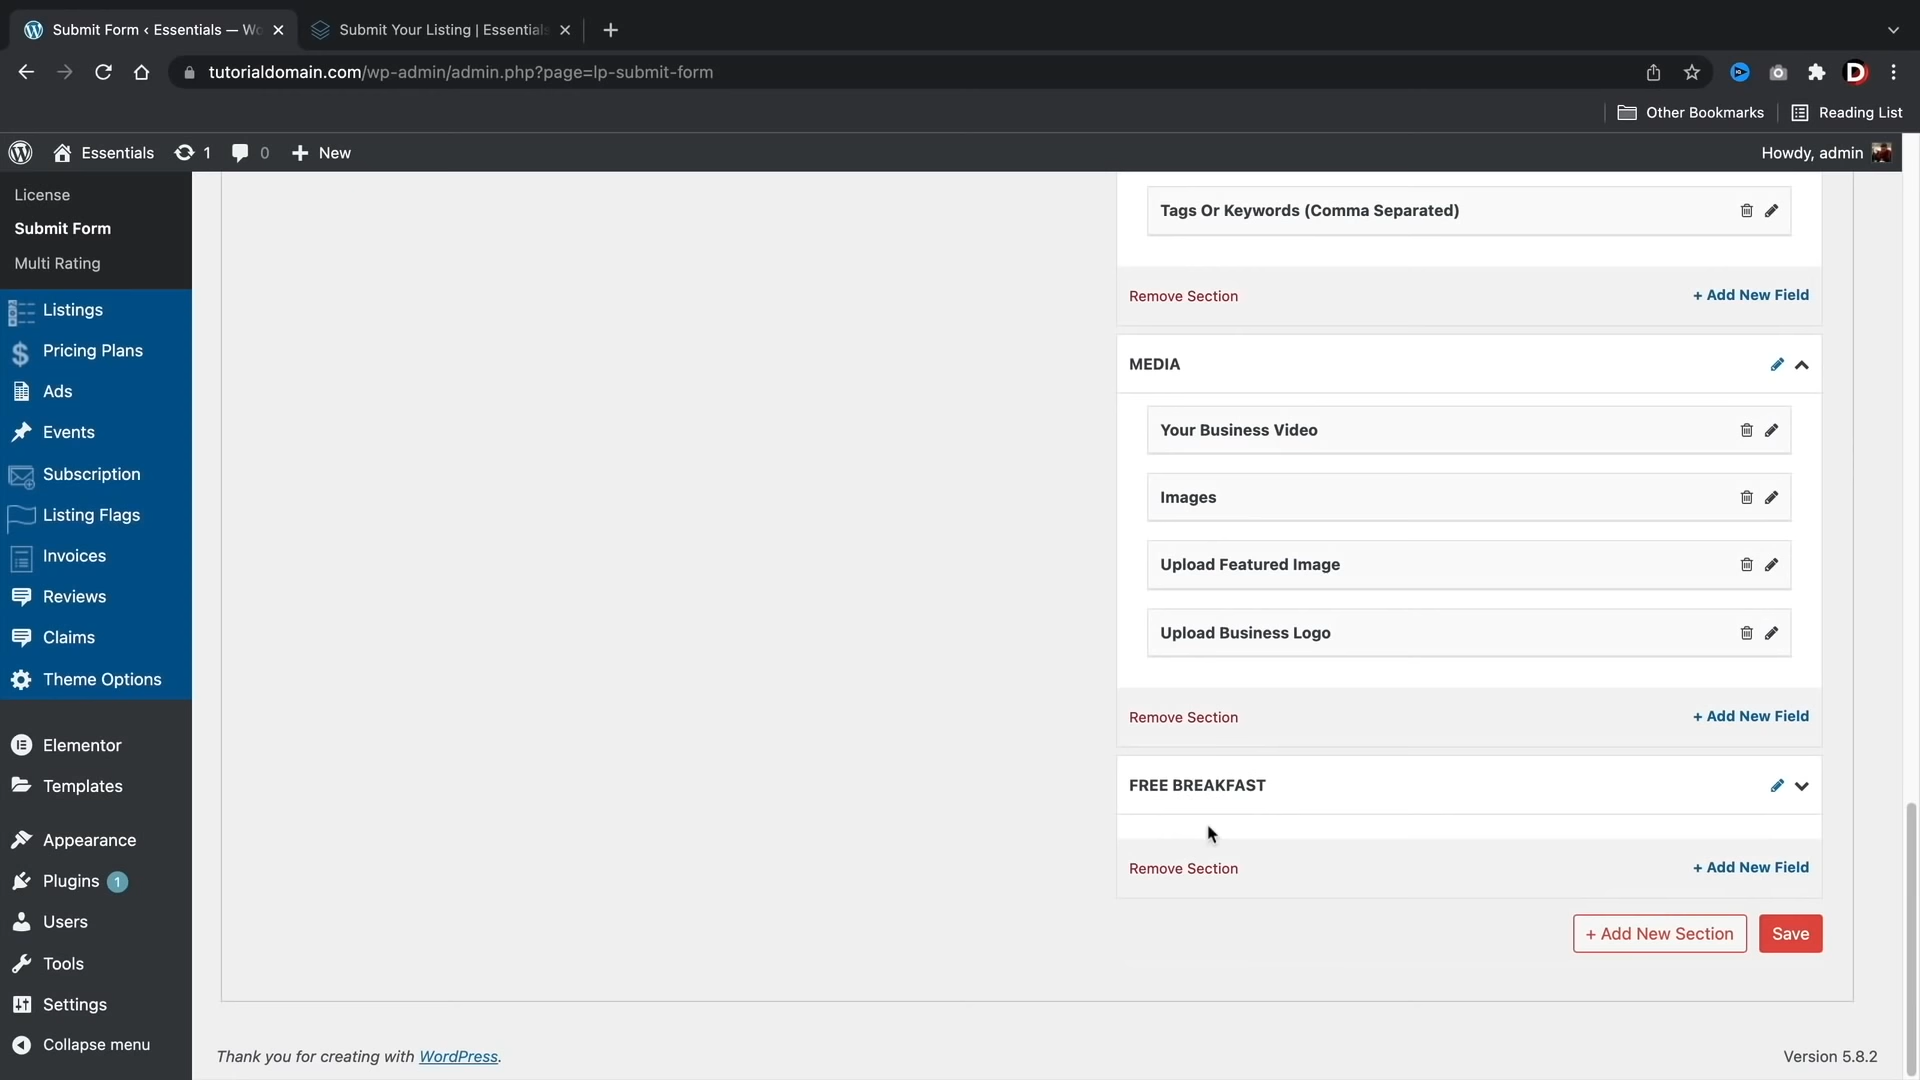 Submit Form ‹ Essentials — Wo
Submit Your Listing | Essentials
tutorialdomain.com/wp-admin/admin.php?page=lp-submit-form
Other Bookmarks
Reading List
Essentials
1
0
New
Howdy, admin
License
Submit Form
Multi Rating
Listings
Pricing Plans
Ads
Events
Subscription
Listing Flags
Invoices
Reviews
Claims
Theme Options
Elementor
Templates
Appearance
Plugins 1
Users
Tools
Settings
Collapse menu
Tags Or Keywords (Comma Separated)
Remove Section
+ Add New Field
MEDIA
Your Business Video
Images
Upload Featured Image
Upload Business Logo
Remove Section
+ Add New Field
FREE BREAKFAST
Remove Section
+ Add New Field
+ Add New Section
Save
Thank you for creating with WordPress.
Version 5.8.2